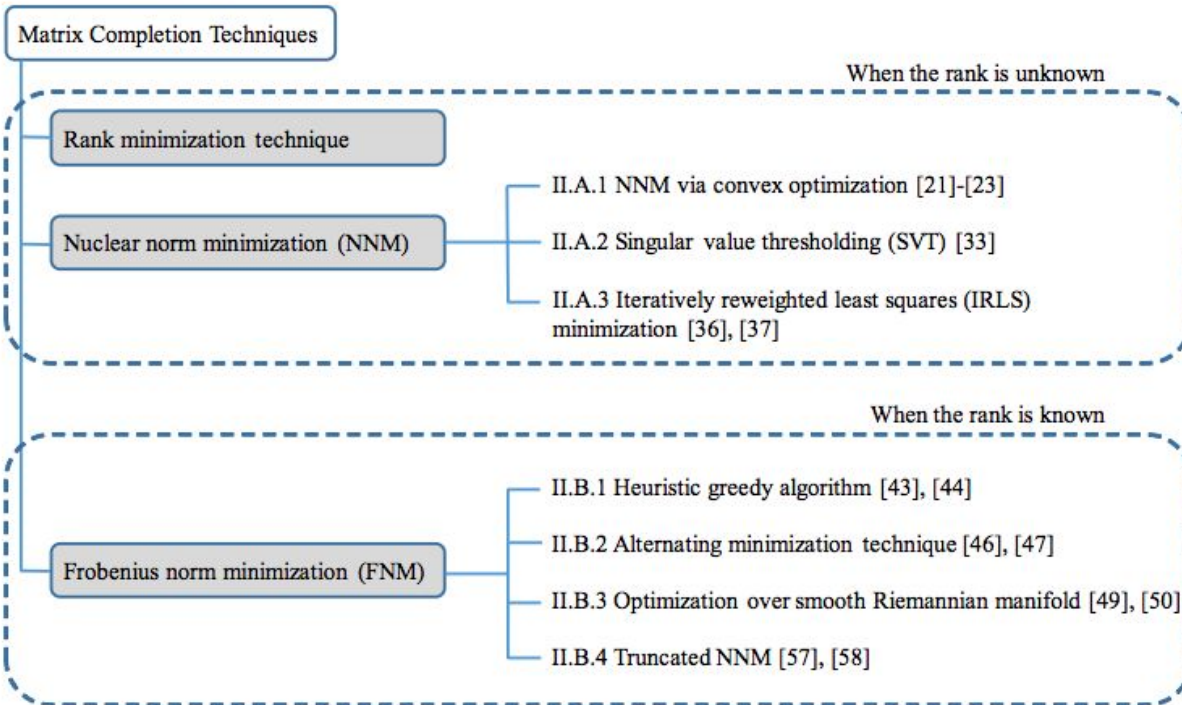 Matrix Completion Techniques
When the rank is unknown
Rank minimization technique
Nuclear norm minimization (NNM)
II.A.1 NNM via convex optimization [21]-[23]
II.A.2 Singular value thresholding (SVT) [33]
II.A.3 Iteratively reweighted least squares (IRLS)
minimization [36], [37]
When the rank is known
Frobenius norm minimization (FNM)
II.B.1 Heuristic greedy algorithm [43], [44]
II.B.2 Alternating minimization technique [46], [47]
II.B.3 Optimization over smooth Riemannian manifold [49], [50]
II.B.4 Truncated NNM [57], [58]